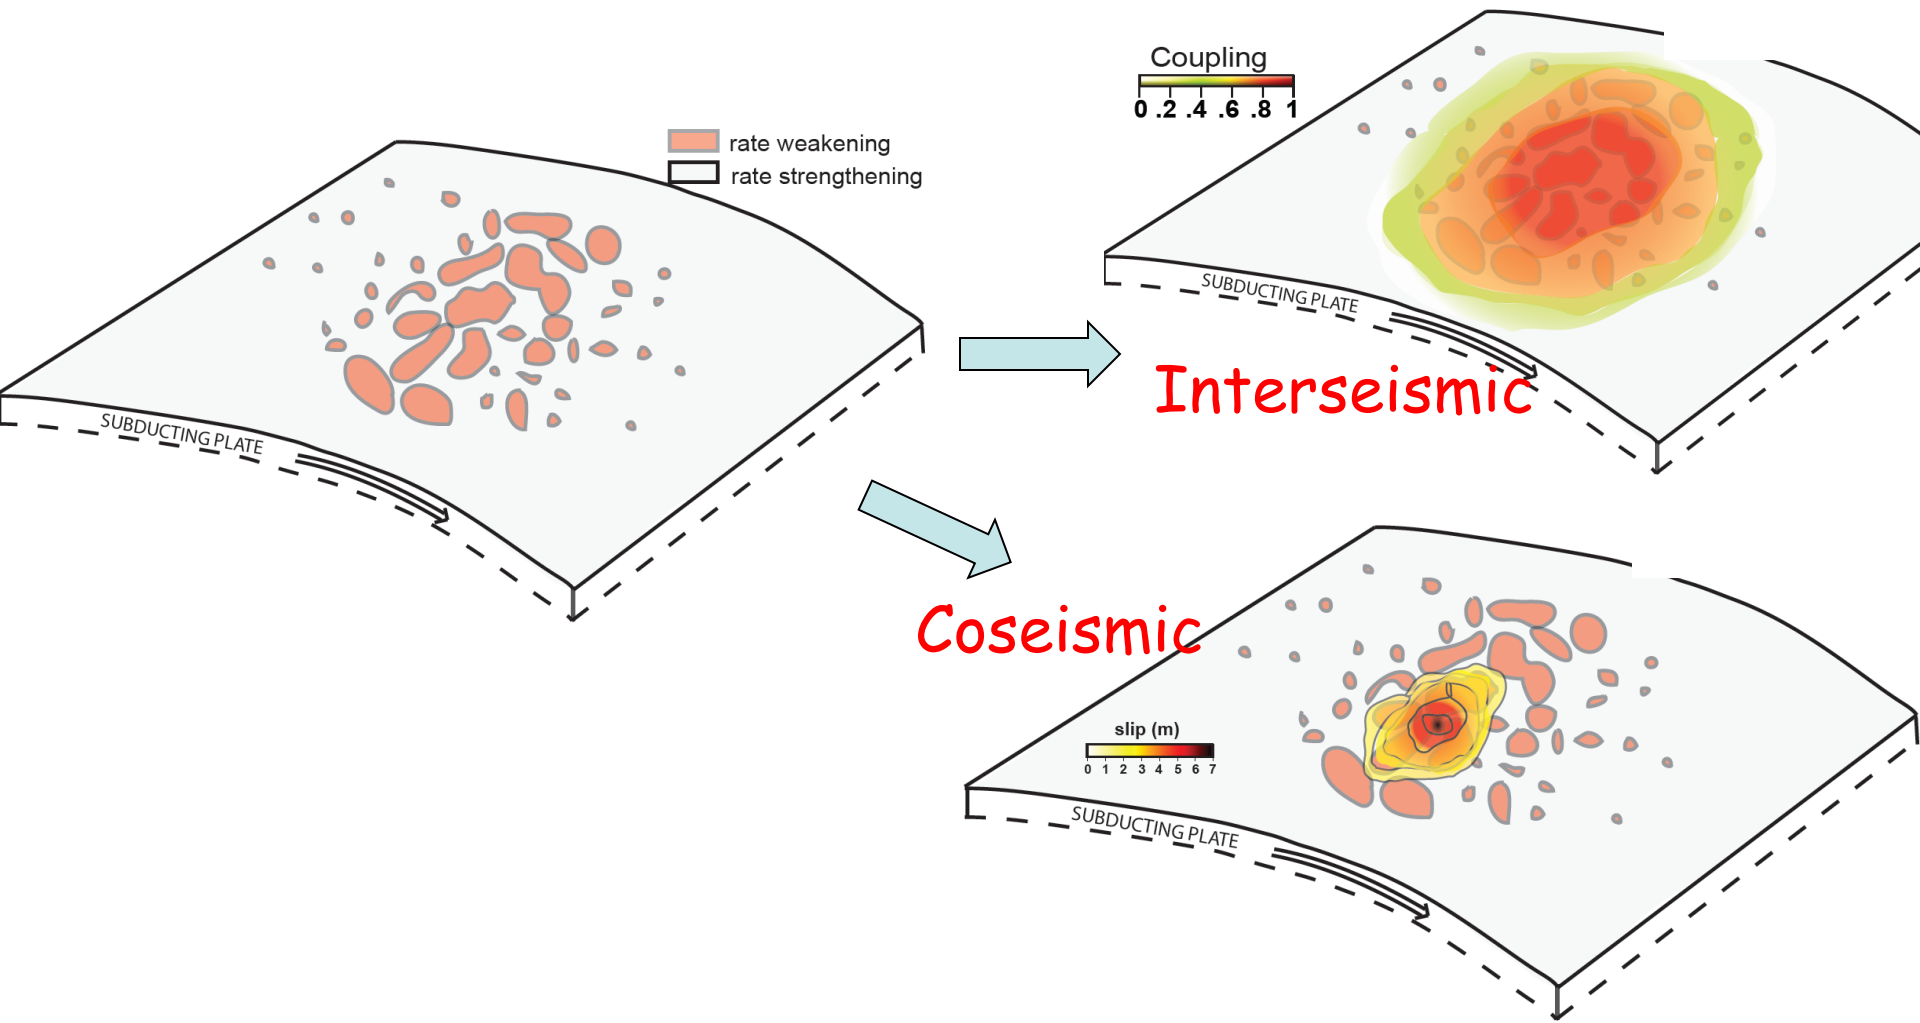 rate weakening
rate strengthening
SUBDUCTING PLATE
Coupling
0 .2 .4 .6 .8 1
SUBDUCTING PLATE
Interseismic
Coseismic
slip (m)
0 1 2 3 4 5 6 7
SUBDUCTING PLATE